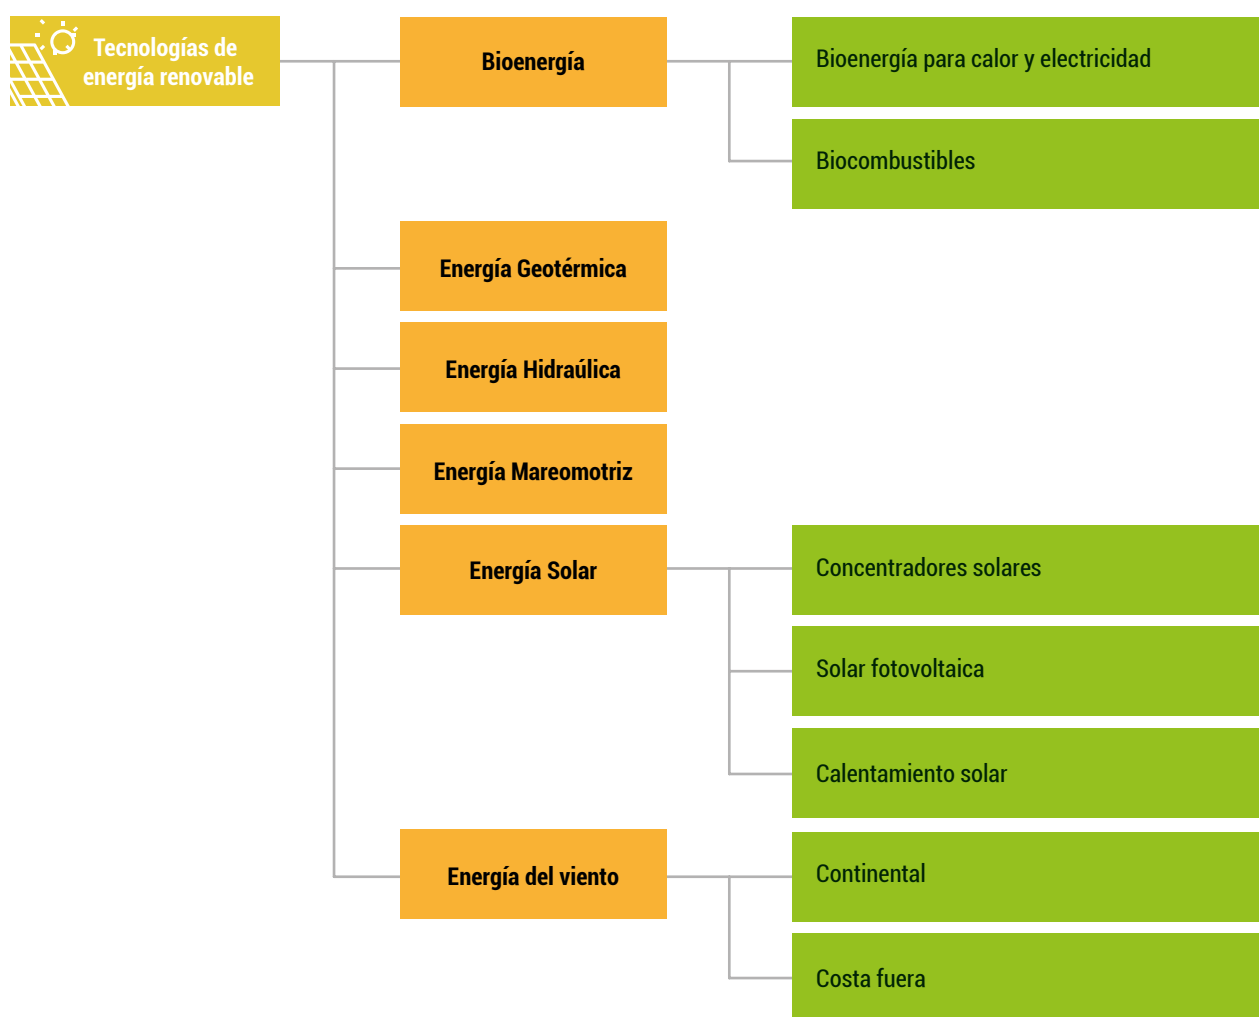 Tecnologías de
energía renovable
Bioenergía
Bioenergía para calor y electricidad
Biocombustibles
Energía Geotérmica
Energía Hidraúlica
Energía Mareomotriz
Energía Solar
Concentradores solares
Solar fotovoltaica
Calentamiento solar
Energía del viento
Continental
Costa fuera